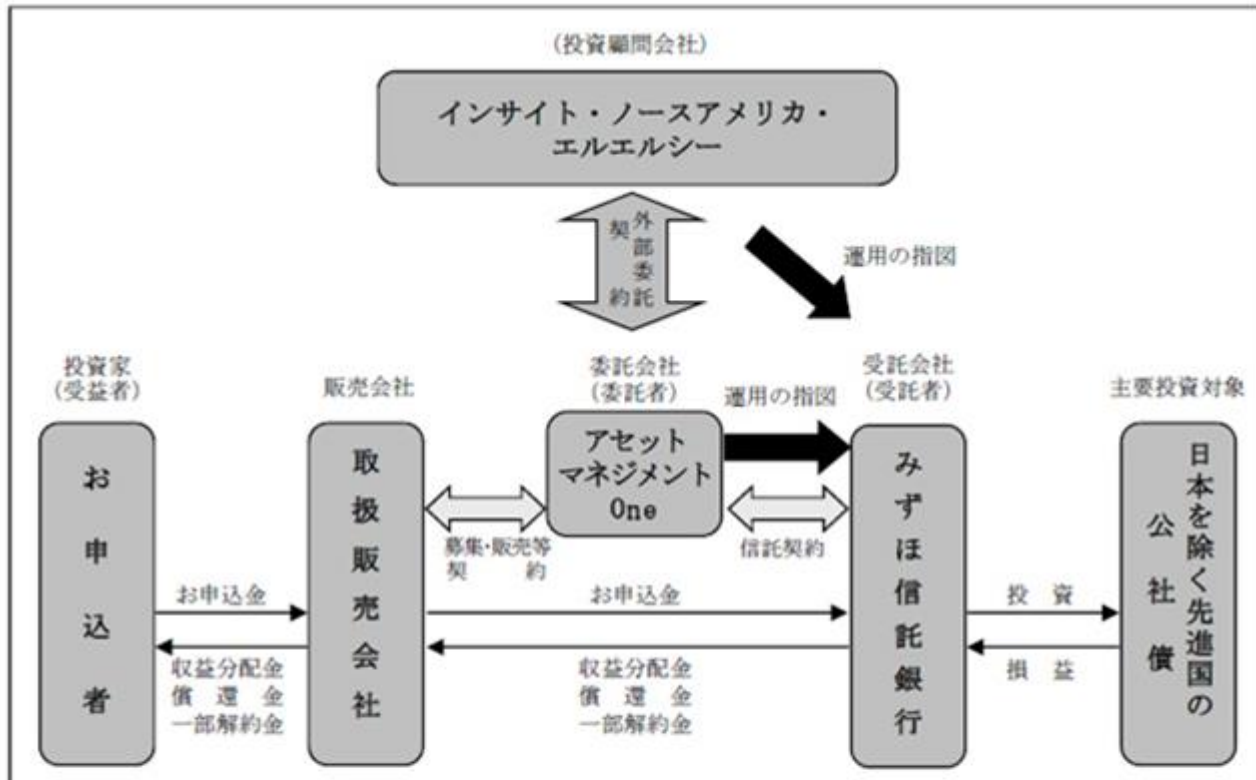 (投資顧問会社)
インサイト・ノースアメリカ・
エルエルシー
外部委託
契約
運用の指図
投資家
(受益者)
販売会社
委託会社
(委託者)
運用の指図
受託会社
(受託者)
主要投資対象
お申込者
取扱販売会社
アセット
マネジメント
One
みずほ信託銀行
日本を除く先進国の
公社債
募集・販売等
契約
信託契約
お申込金
お申込金
投資
収益分配金
償還金
一部解約金
収益分配金
償還金
一部解約金
損益